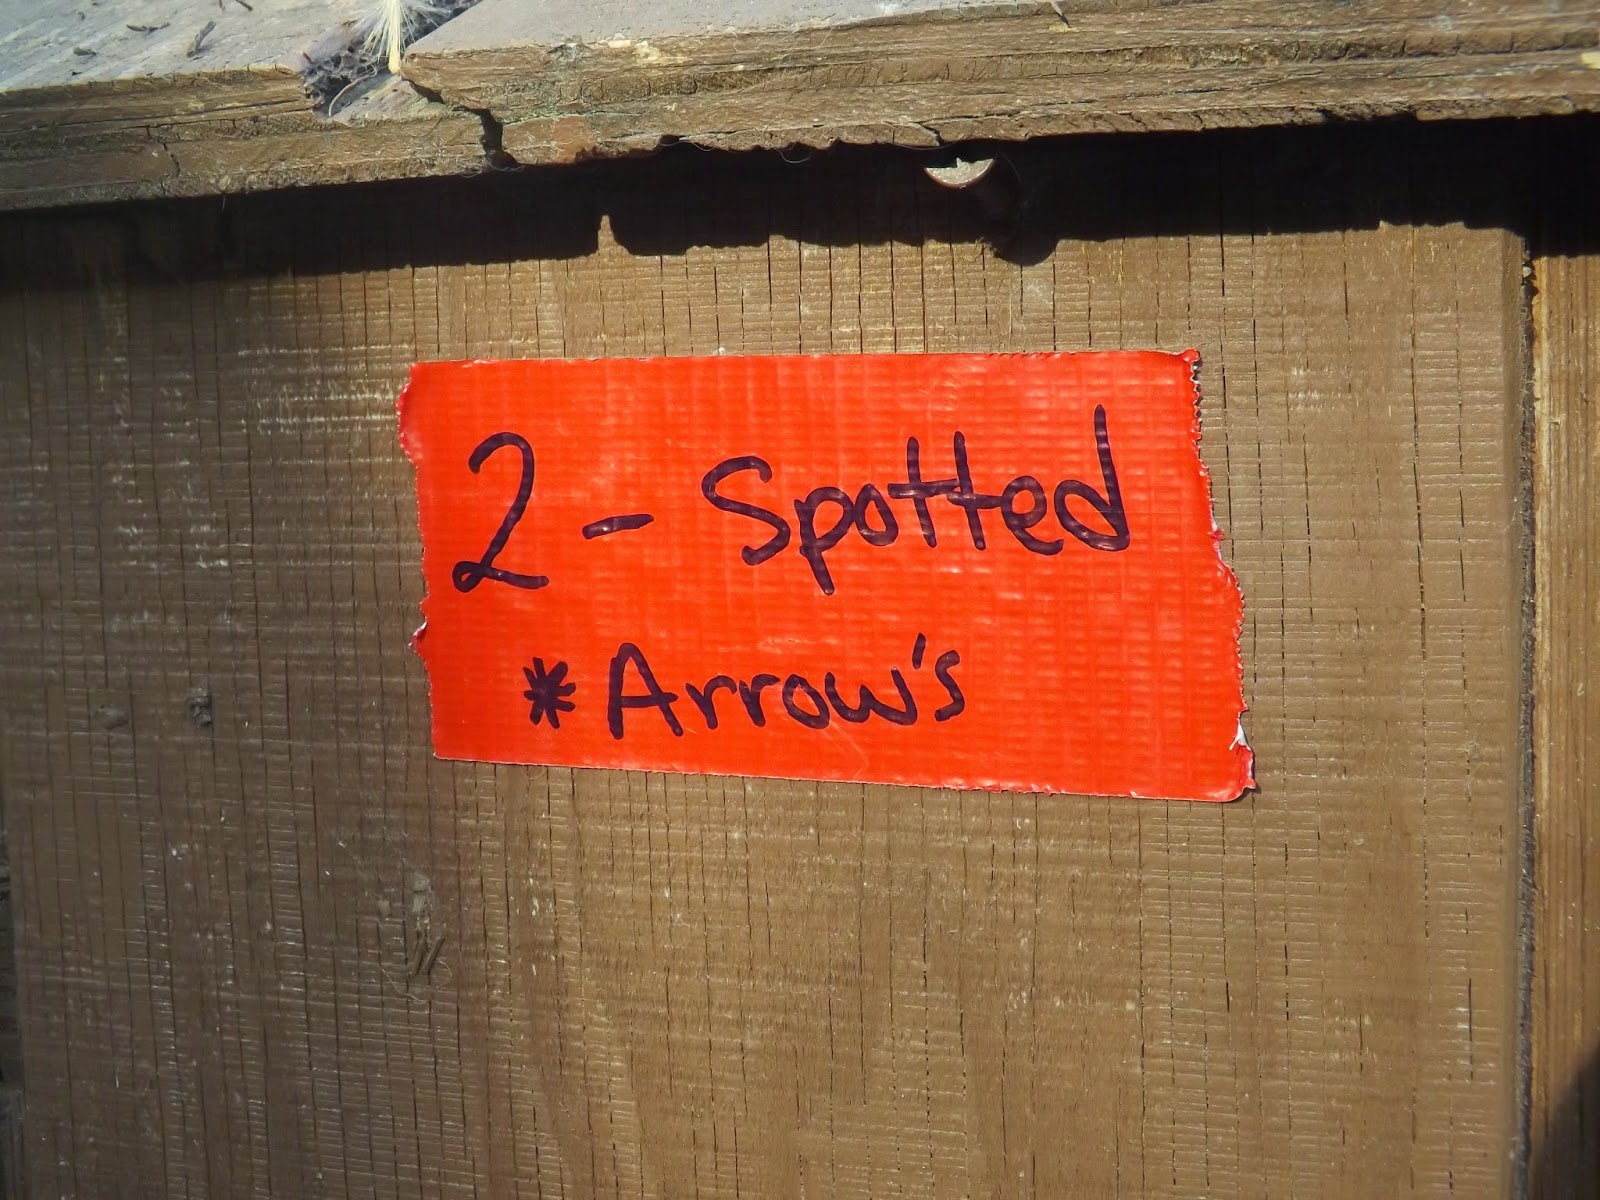 2 - Spotted
*Arrow's